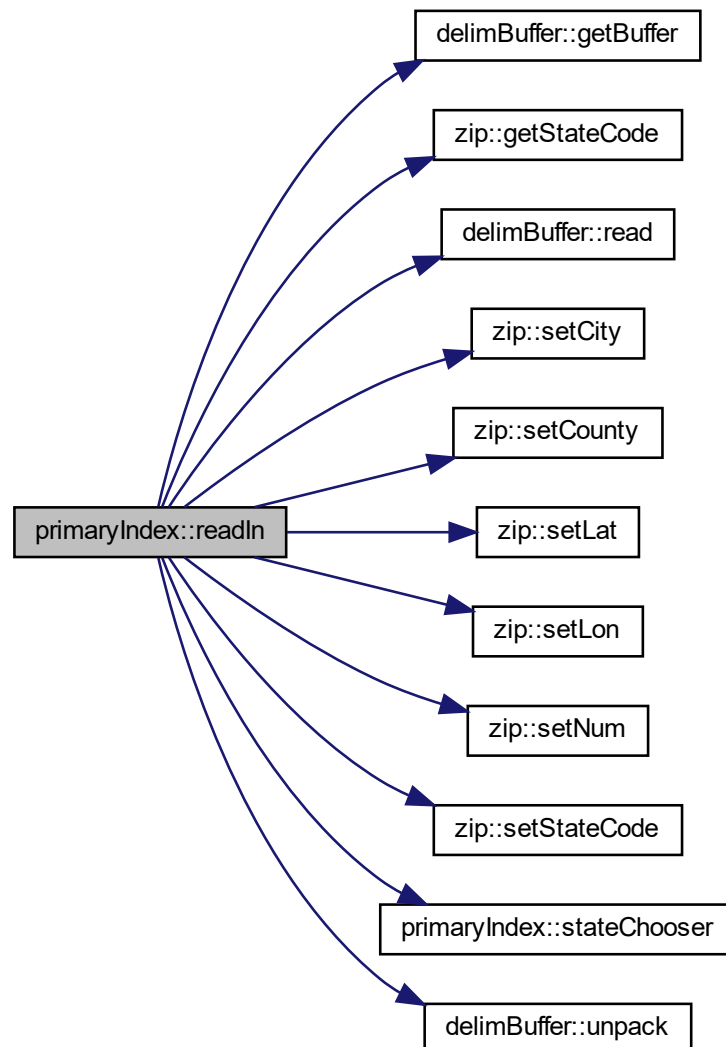 delimBuffer::getBuffer
zip::getStateCode
delimBuffer::read
zip::setCity
zip::setCounty
primaryIndex::readIn
zip::setLat
zip::setLon
zip::setNum
zip::setStateCode
primaryIndex::stateChooser
delimBuffer::unpack